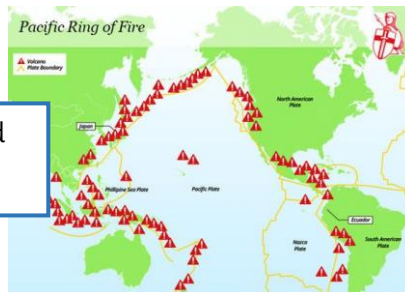 Pacific Ring of Fire
Volcano
Plate Boundary
Japan
North American
Plate
Phillipine Sea Plate
Pacific Plate
Ecuador
Nazca
Plate
South American
Plate